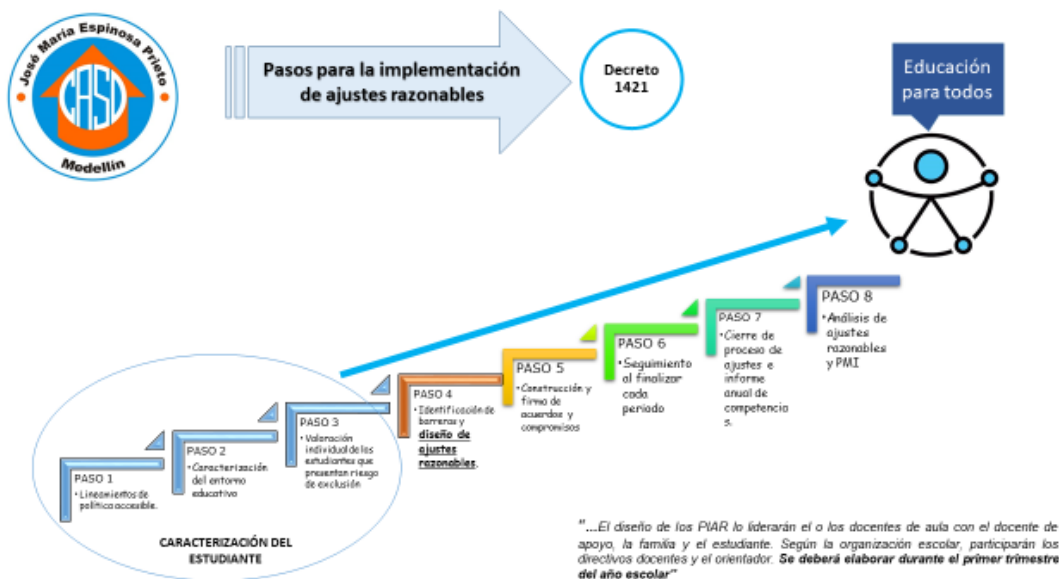 José María Espinosa Prieto
CASD
Medellín
Pasos para la implementación
de ajustes razonables
Decreto
1421
Educación
para todos
PASO 1
•Lineamientos de
política accesible.
PASO 2
•Caracterización
del entorno
educativo
PASO 3
•Valoración
individual de los
estudiantes que
presentan riesgo
de exclusión
PASO 4
•Identificación de
barreras y
diseño de
ajustes
razonables.
PASO 5
•Construcción y
firma de
acuerdos y
compromisos
PASO 6
•Seguimiento
al finalizar
cada
periodo
PASO 7
•Cierre de
proceso de
ajustes e
informe
anual de
competencia
s.
PASO 8
•Análisis de
ajustes
razonables
y PMI
CARACTERIZACIÓN DEL
ESTUDIANTE
"...El diseño de los PIAR lo liderarán el o los docentes de aula con el docente de
apoyo, la familia y el estudiante. Según la organización escolar, participarán los
directivos docentes y el orientador. Se deberá elaborar durante el primer trimestre
del año escolar"